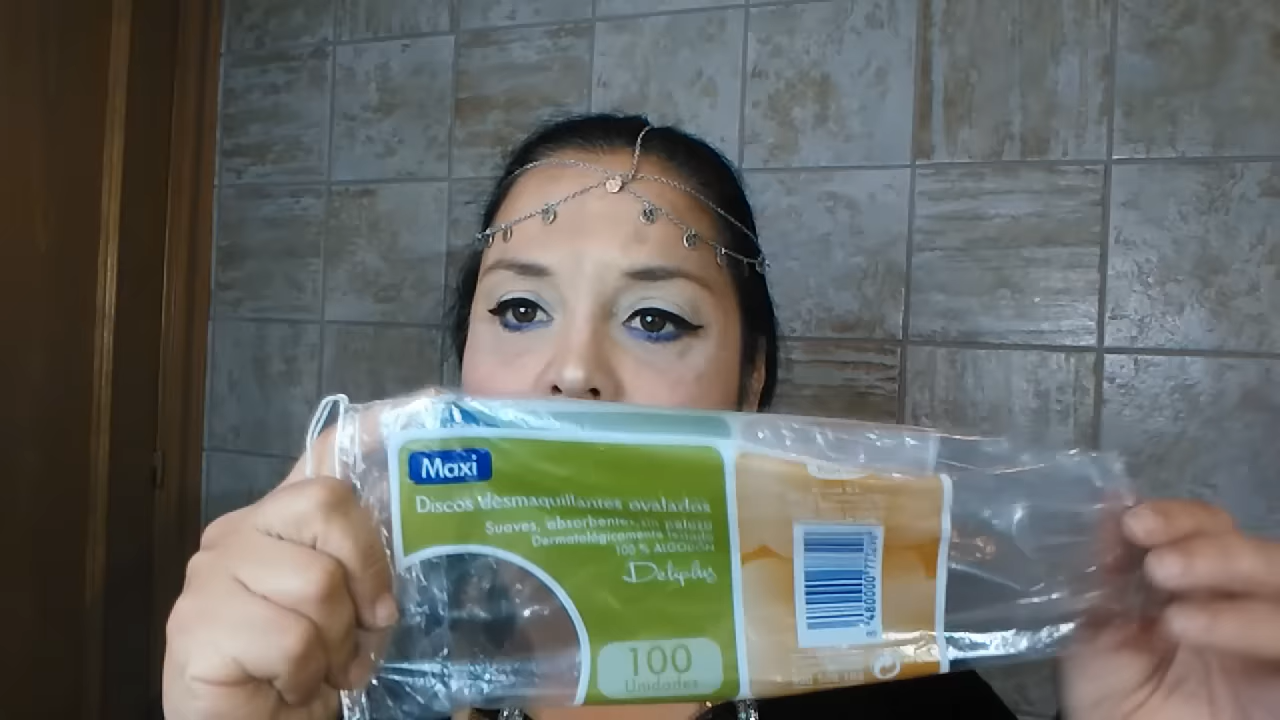 Maxi
Discos desmaquillantes ovalados
Suaves, absorbentes, sin pelusa
Dermatológicamente testado
100 % ALGODÓN
Deliplus
100
Unidades